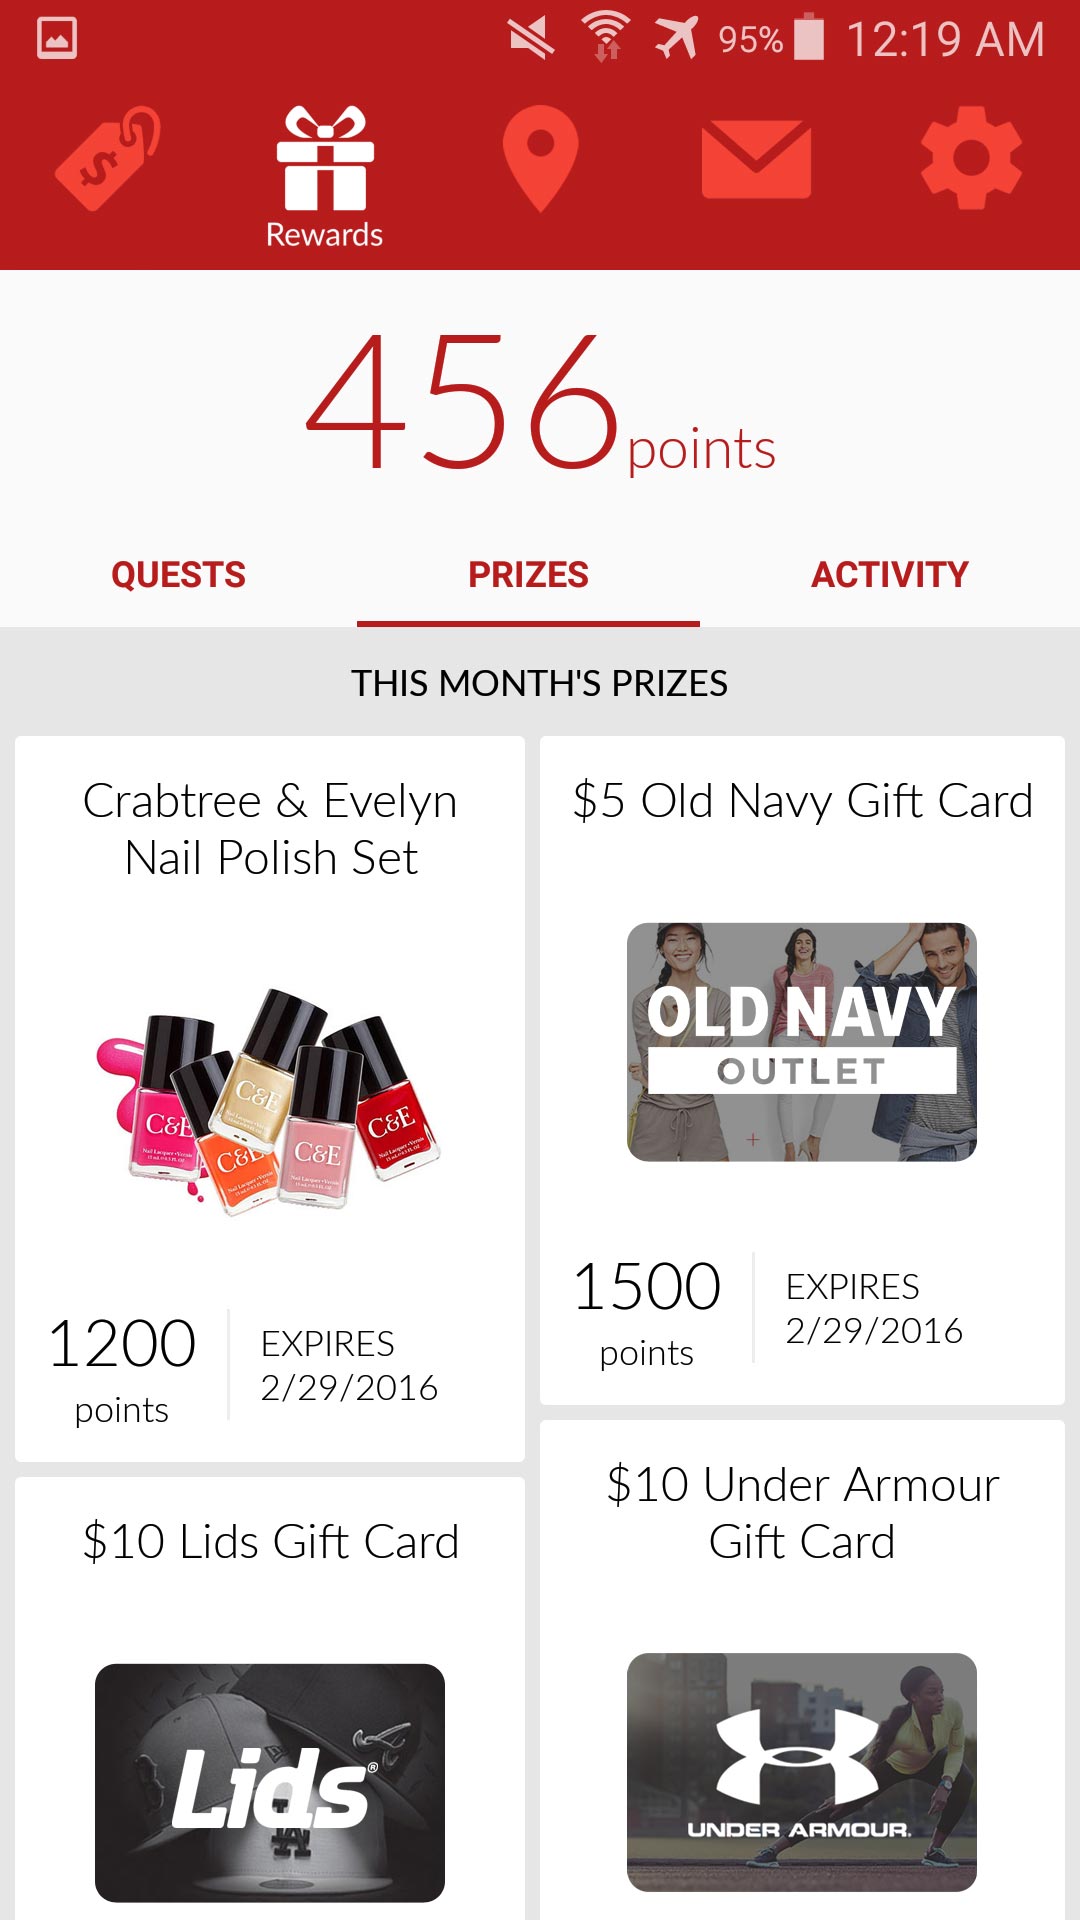 95% 12:19 AM
Rewards
456 points
QUESTS PRIZES ACTIVITY
THIS MONTH'S PRIZES
Crabtree & Evelyn
Nail Polish Set
C&E
C&E
C&E
C&E
C&E
1200
points
EXPIRES
2/29/2016
$5 Old Navy Gift Card
OLD NAVY
OUTLET
1500
points
EXPIRES
2/29/2016
$10 Lids Gift Card
Lids®
LA
$10 Under Armour
Gift Card
UNDER ARMOUR.